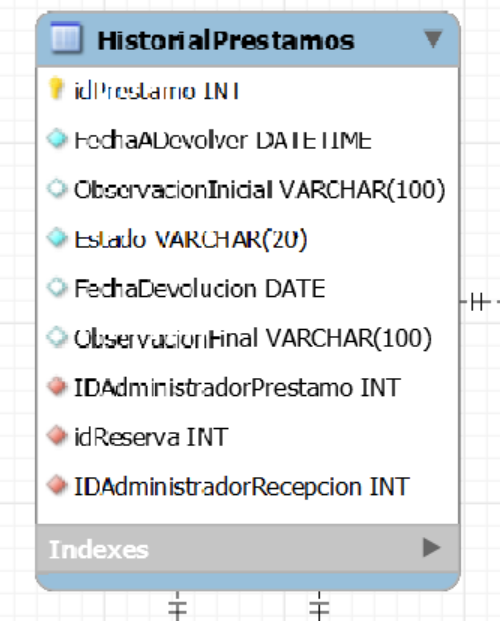 HistorialPrestamos
idPrestamo INT
FechaADevolver DATETIME
ObservacionInicial VARCHAR(100)
Estado VARCHAR(20)
FechaDevolucion DATE
ObservacionFinal VARCHAR(100)
IDAdministradorPrestamo INT
idReserva INT
IDAdministradorRecepcion INT
Indexes